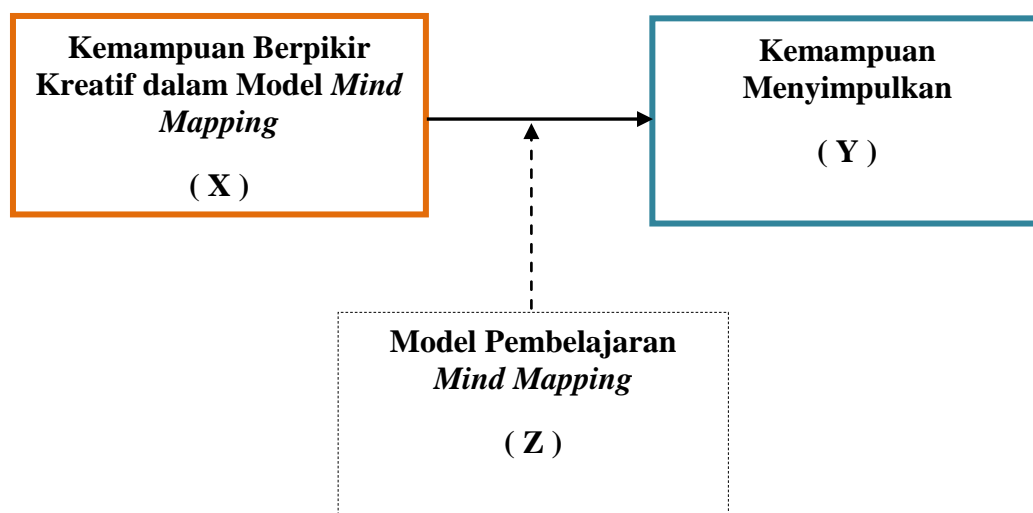 Kemampuan Berpikir
Kreatif dalam Model Mind
Mapping
( X )
Kemampuan
Menyimpulkan
( Y )
Model Pembelajaran
Mind Mapping
( Z )